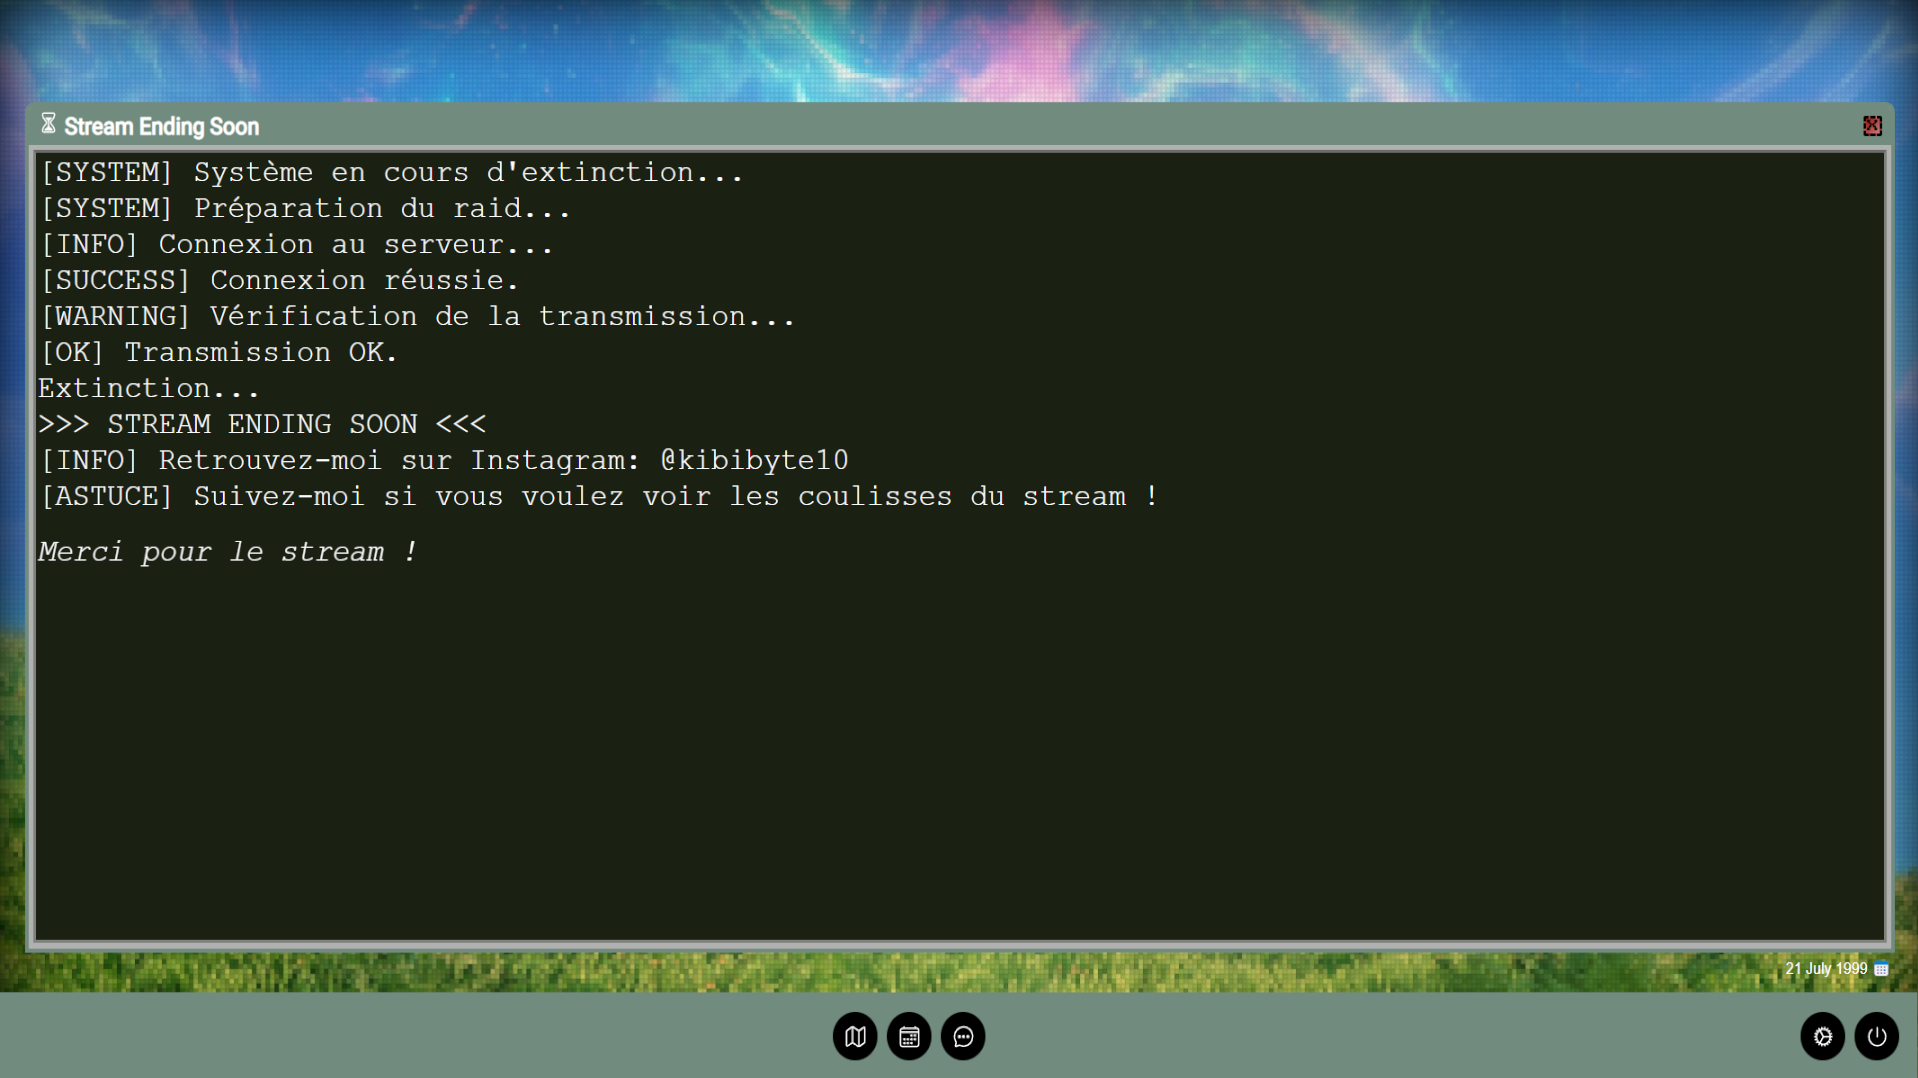 Stream Ending Soon
[SYSTEM] Système en cours d'extinction...
[SYSTEM] Préparation du raid...
[INFO] Connexion au serveur...
[SUCCESS] Connexion réussie.
[WARNING] Vérification de la transmission...
[OK] Transmission OK.
Extinction...
>>> STREAM ENDING SOON <<<
[INFO] Retrouvez-moi sur Instagram: @kibibyte10
[ASTUCE] Suivez-moi si vous voulez voir les coulisses du stream !
Merci pour le stream !
21 July 1999